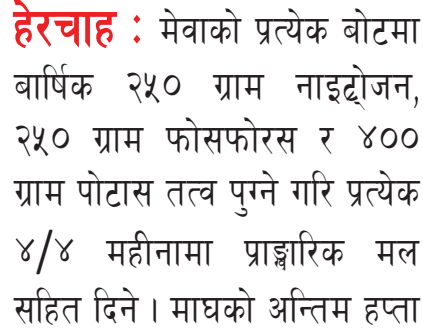 हेरचाह : मेवाको प्रत्येक बोटमा
बार्षिक २५० ग्राम नाइट्रोजन,
२५० ग्राम फोसफोरस र ४००
ग्राम पोटास तत्व पुग्ने गरि प्रत्येक
४/४ महीनामा प्राङ्गारिक मल
सहित दिने । माघको अन्तिम हप्ता